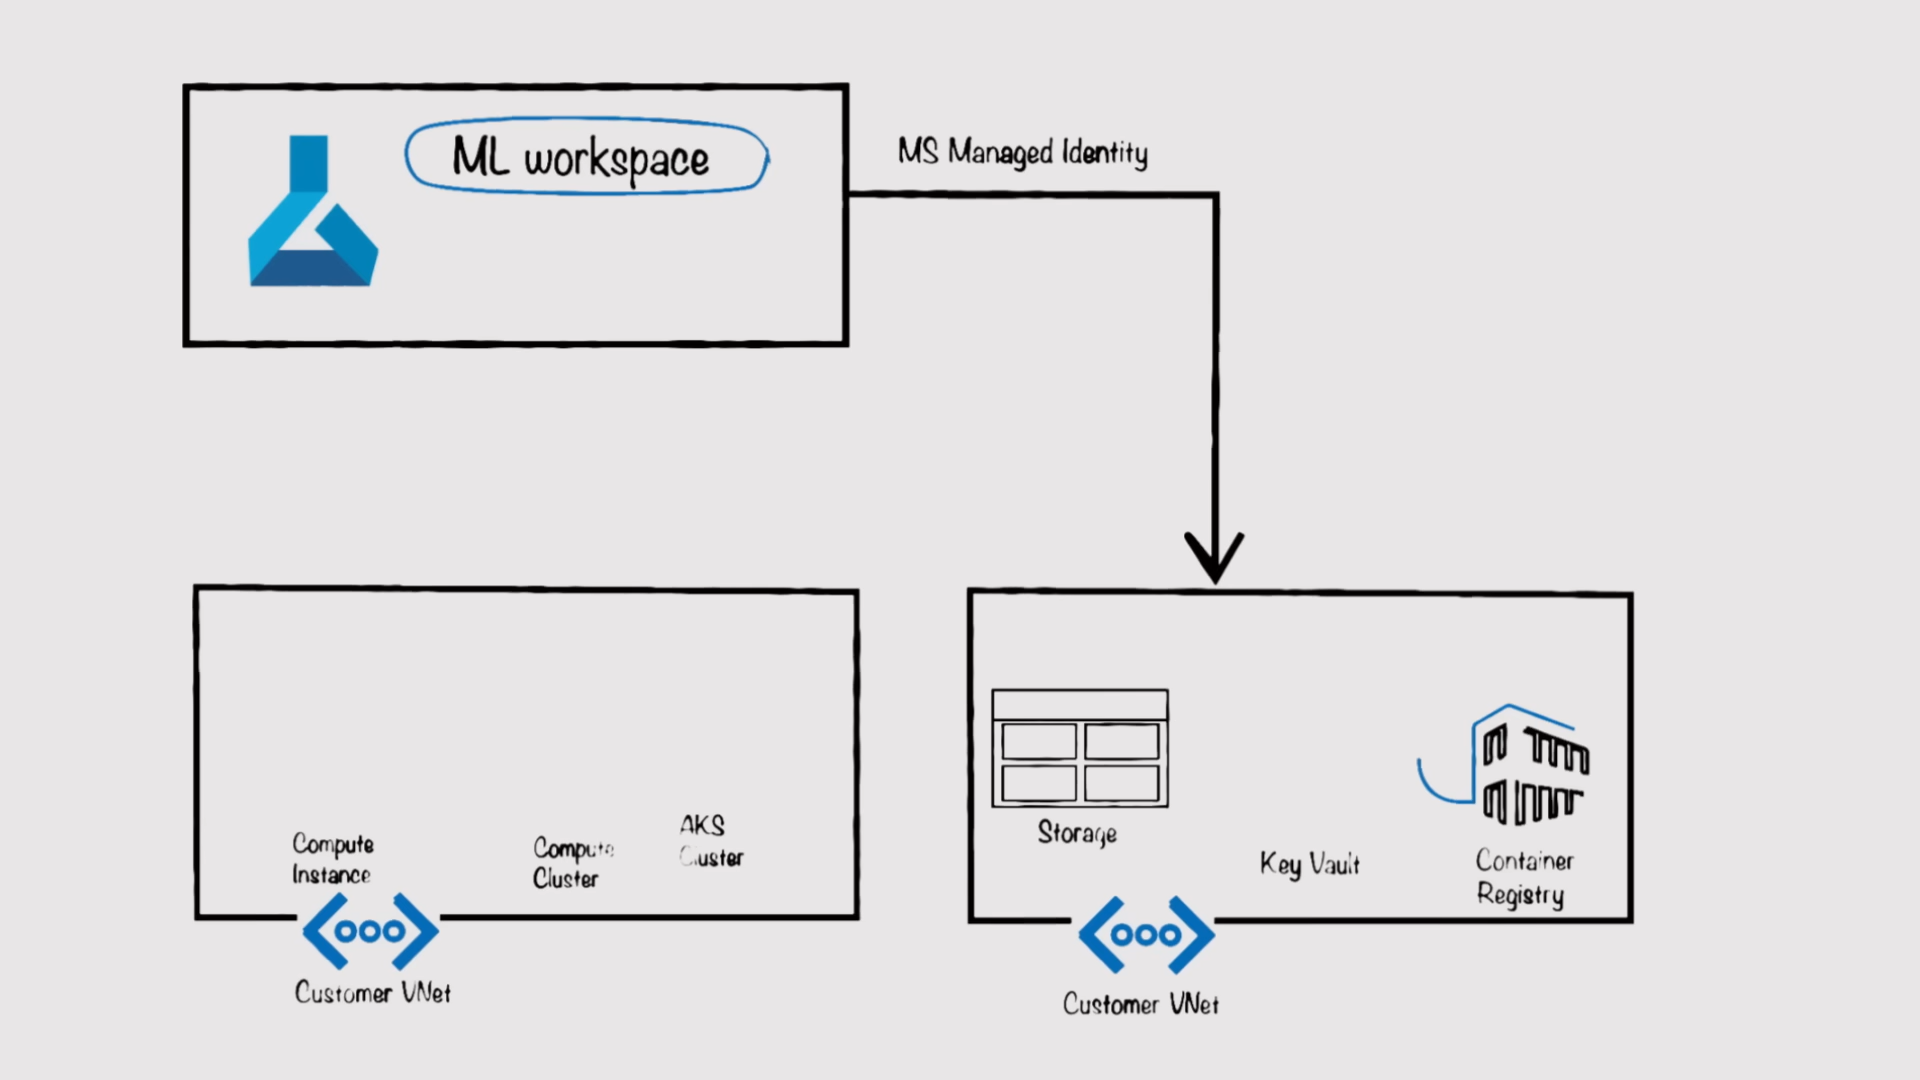 ML workspace
MS Managed Identity
Compute
Instance
Compute
Cluster
AKS
Cluster
Customer VNet
Storage
Key Vault
Container
Registry
Customer VNet